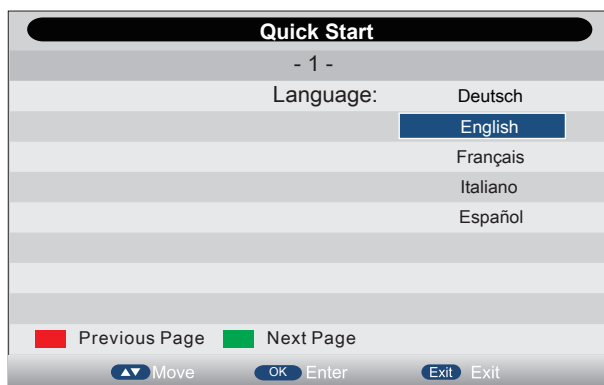 Quick Start
- 1 -
Language: Deutsch
English
Français
Italiano
Español
Previous Page Next Page
Move OK Enter Exit Exit